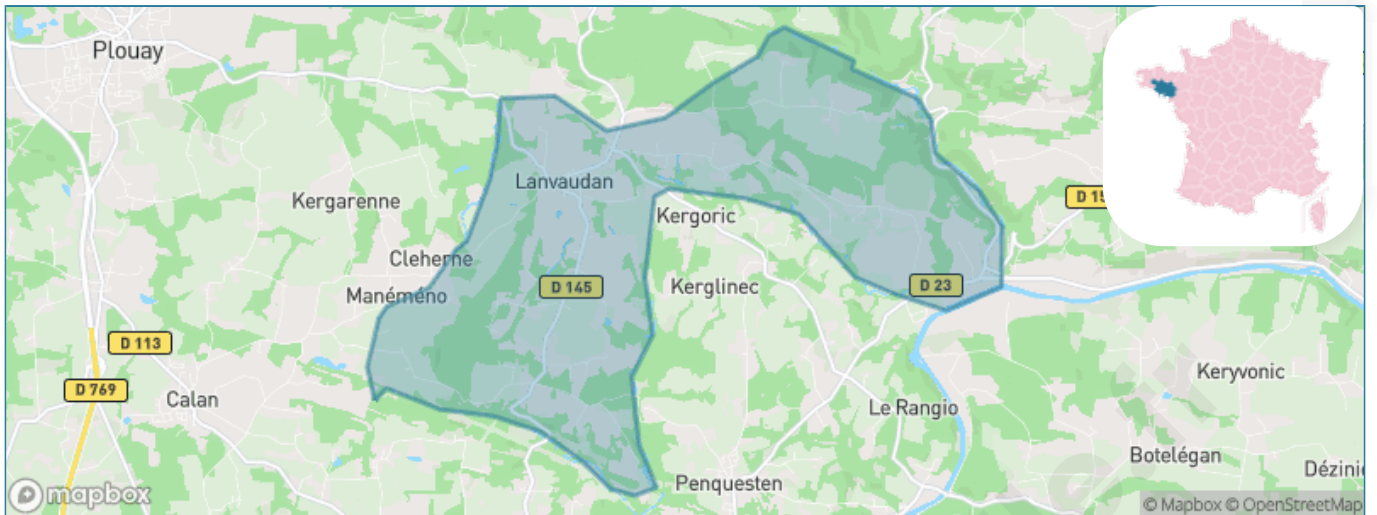 Plouay
D 15
Kergarenne
Lanvaudan
Kergoric
Cleherne
Manéméno
D 145
Kerglinec
D 23
D 113
D 769
Calan
Keryvonic
Le Rangio
Botelégan
Penquesten
mapbox
© Mapbox © OpenStreetMap